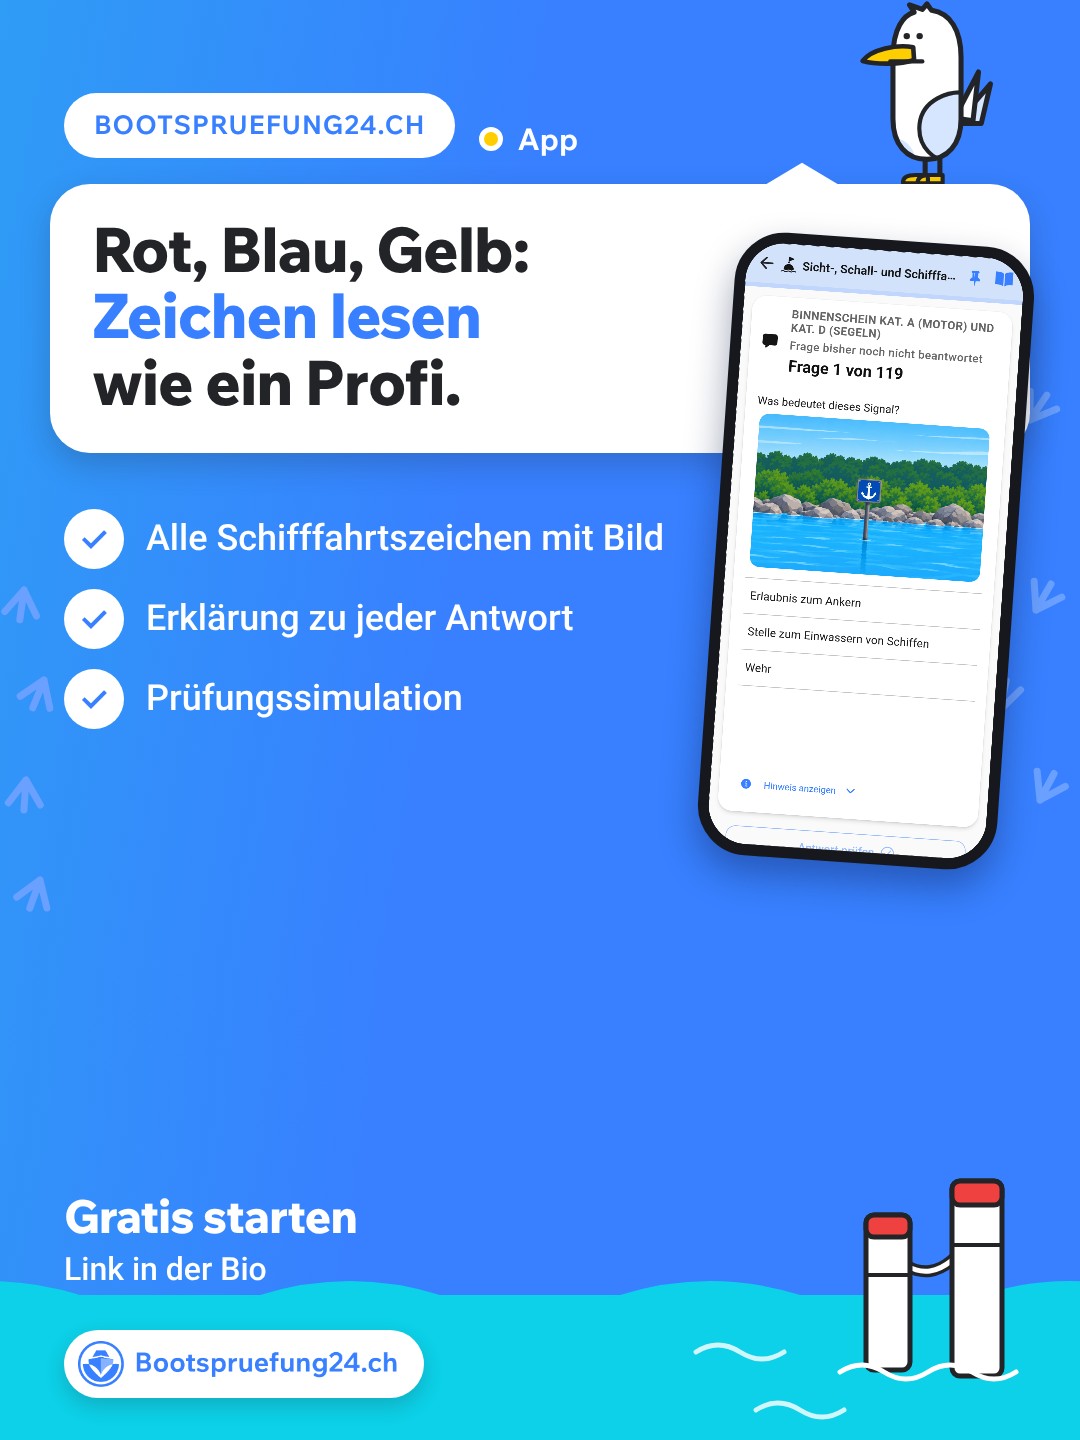 BOOTSPRUEFUNG24.CH
App
Rot, Blau, Gelb:
Zeichen lesen
wie ein Profi.
Sicht-, Schall- und Schifffa...
BINNENSCHEIN KAT. A (MOTOR) UND
KAT. D (SEGELN)
Frage bisher noch nicht beantwortet
Frage 1 von 119
Was bedeutet dieses Signal?
Erlaubnis zum Ankern
Stelle zum Einwassern von Schiffen
Wehr
Hinweis anzeigen
Antwort prüfen
Alle Schifffahrtszeichen mit Bild
Erklärung zu jeder Antwort
Prüfungssimulation
Gratis starten
Link in der Bio
Bootspruefung24.ch